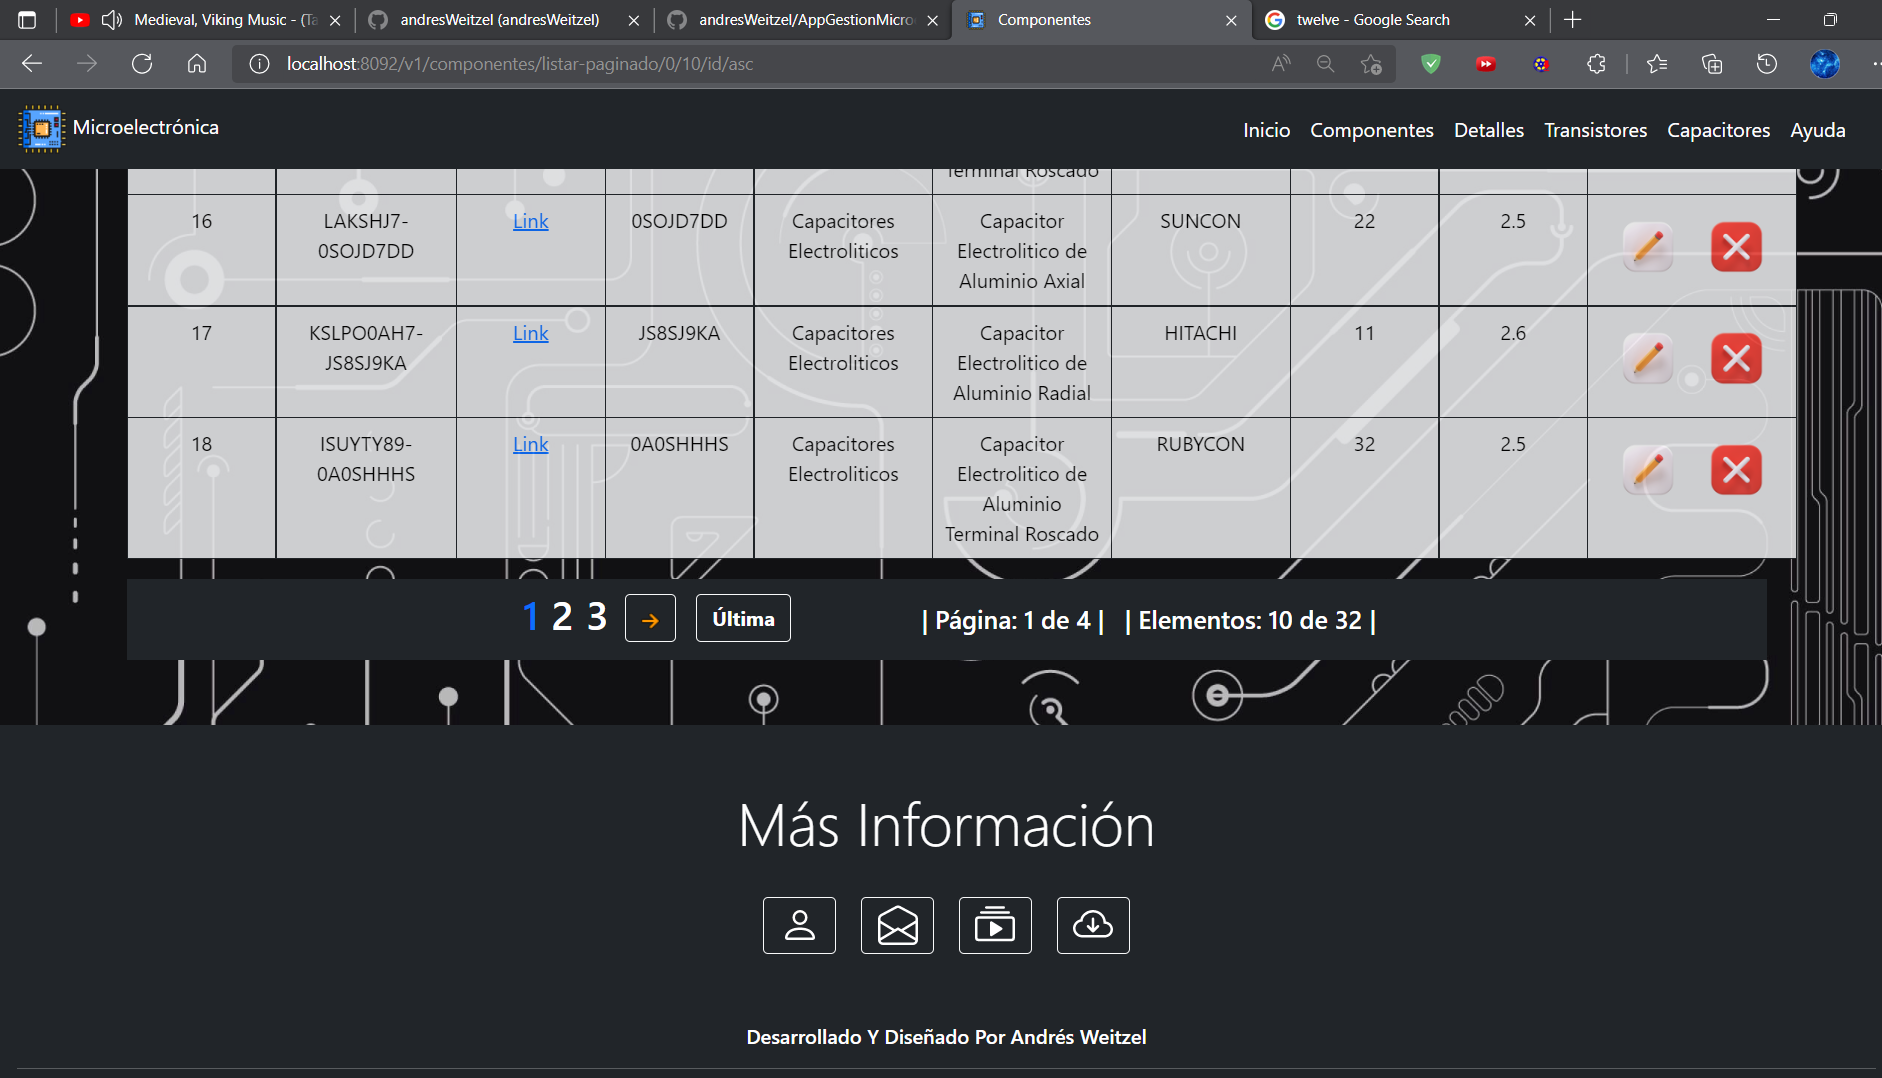 Medieval, Viking Music - (Ta
andresWeitzel (andresWeitzel)
andresWeitzel/AppGestionMicro
Componentes
twelve - Google Search
localhost:8092/v1/componentes/listar-paginado/0/10/id/asc
Microelectrónica
Inicio Componentes Detalles Transistores Capacitores Ayuda
Terminal Roscado
16 LAKSHJ7- Link 0SOJD7DD Capacitores Capacitor SUNCON 22 2.5
0SOJD7DD Electroliticos Electrolitico de
Aluminio Axial
17 KSLPO0AH7- Link JS8SJ9KA Capacitores Capacitor HITACHI 11 2.6
JS8SJ9KA Electroliticos Electrolitico de
Aluminio Radial
18 ISUYTY89- Link 0A0SHHHS Capacitores Capacitor RUBYCON 32 2.5
0A0SHHHS Electroliticos Electrolitico de
Aluminio
Terminal Roscado
1 2 3 → Última | Página: 1 de 4 | | Elementos: 10 de 32 |
Más Información
Desarrollado Y Diseñado Por Andrés Weitzel